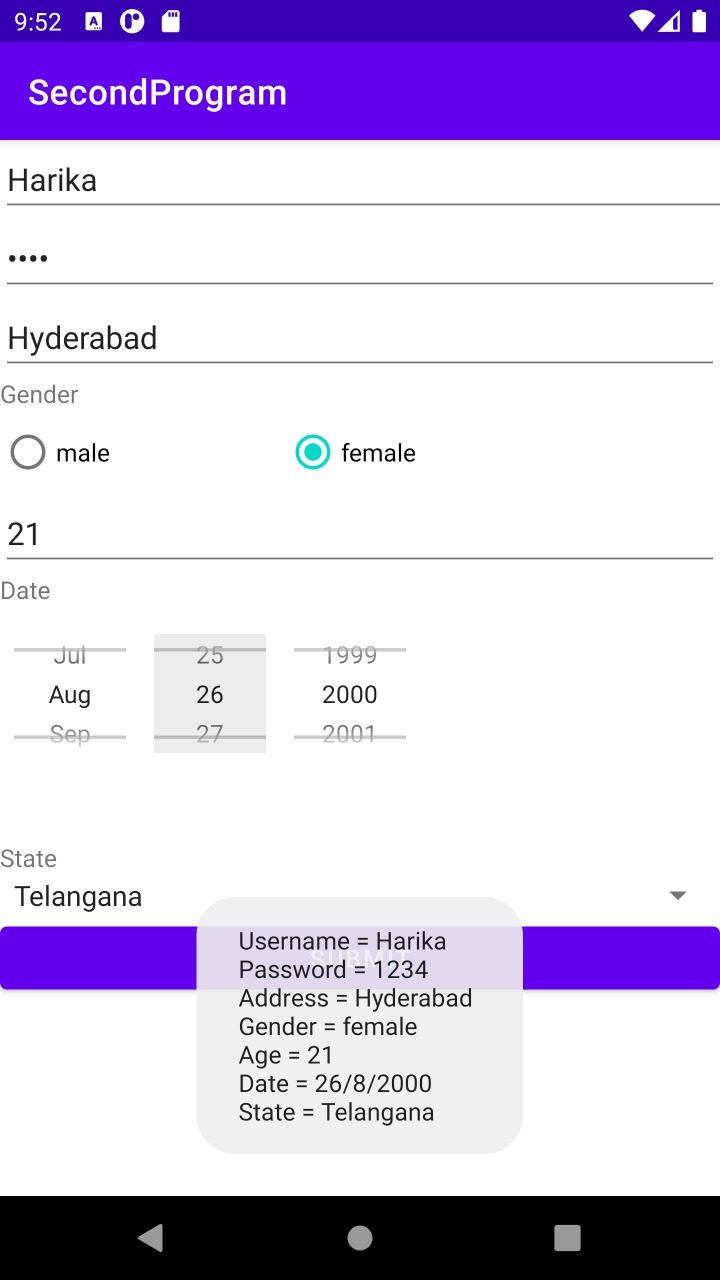 9:52
SecondProgram
Harika
••••
Hyderabad
Gender
male female
21
Date
Jul 25 1999
Aug 26 2000
Sep 27 2001
State
Telangana
SUBMIT
Username = Harika
Password = 1234
Address = Hyderabad
Gender = female
Age = 21
Date = 26/8/2000
State = Telangana